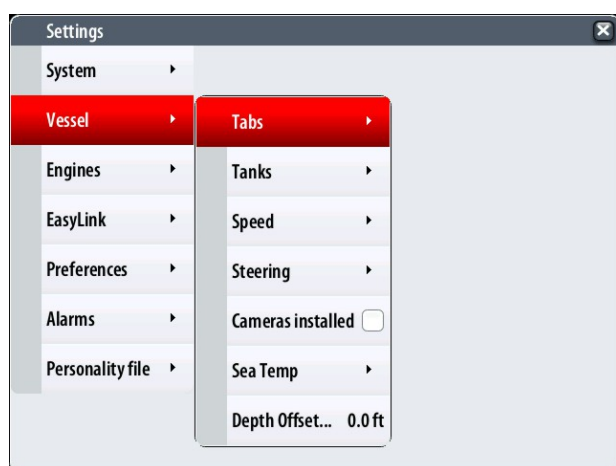 Settings
System
Vessel
Engines
EasyLink
Preferences
Alarms
Personality file
Tabs
Tanks
Speed
Steering
Cameras installed
Sea Temp
Depth Offset... 0.0 ft